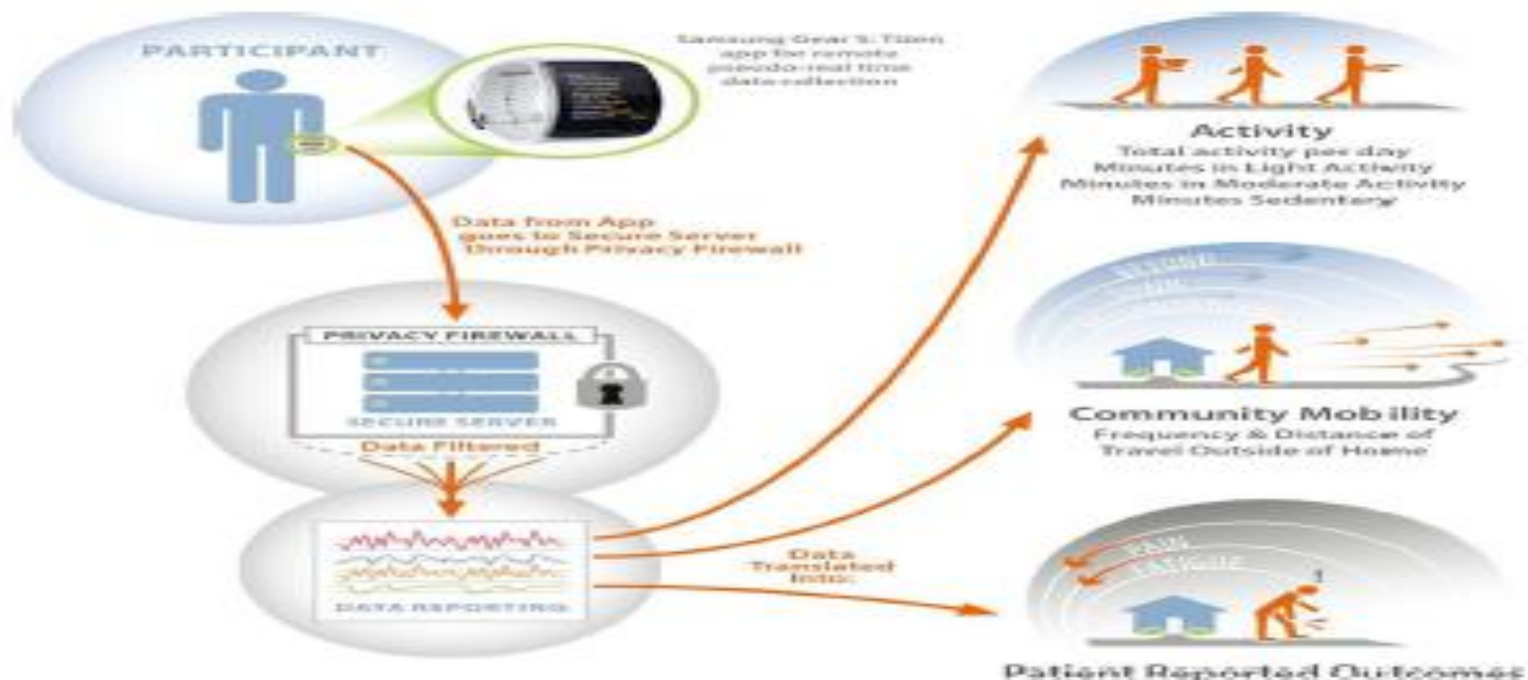 PARTICIPANT
Samsung Gear S: Tizen
app for remote
pseudo-real time
data collection
Data from App
goes to Secure Server
through Privacy Firewall
PRIVACY FIREWALL
SECURE SERVER
Data Filtered
DATA REPORTING
Data
Translated
Into:
Activity
Total activity per day
Minutes in Light Activity
Minutes in Moderate Activity
Minutes Sedentary
Community Mobility
Frequency & Distance of
Travel Outside of Home
PAIN
FATIGUE
Patient Reported Outcomes